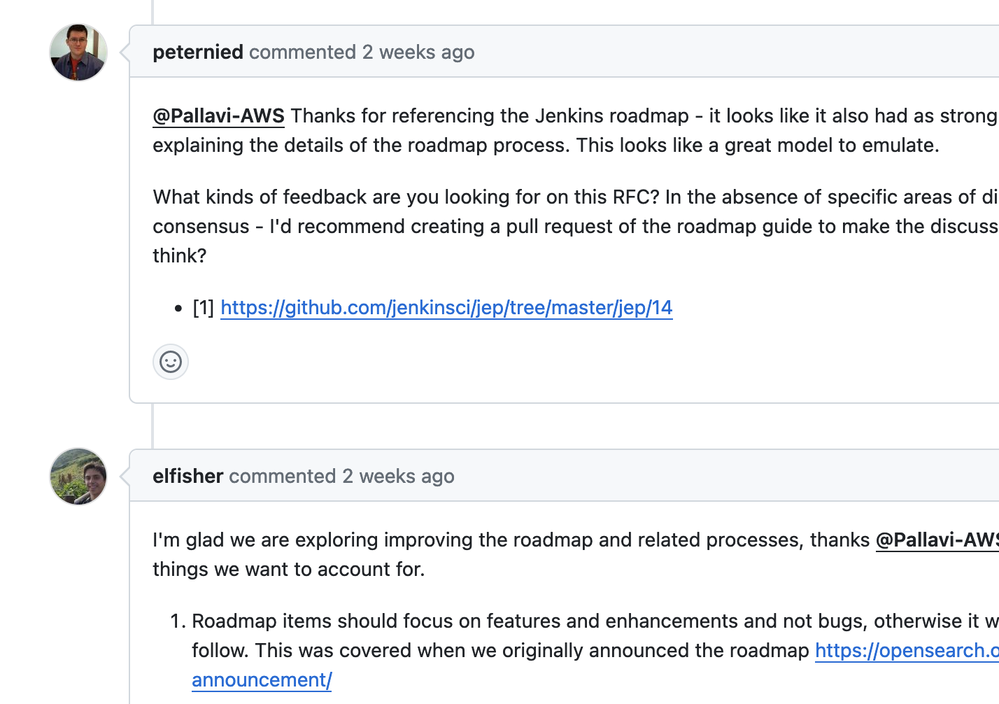 peternied commented 2 weeks ago
@Pallavi-AWS Thanks for referencing the Jenkins roadmap - it looks like it also had as strong
explaining the details of the roadmap process. This looks like a great model to emulate.
What kinds of feedback are you looking for on this RFC? In the absence of specific areas of di
consensus - I'd recommend creating a pull request of the roadmap guide to make the discuss
think?
• [1] https://github.com/jenkinsci/jep/tree/master/jep/14
elfisher commented 2 weeks ago
I'm glad we are exploring improving the roadmap and related processes, thanks @Pallavi-AWS
things we want to account for.
1. Roadmap items should focus on features and enhancements and not bugs, otherwise it w
follow. This was covered when we originally announced the roadmap https://opensearch.o
announcement/